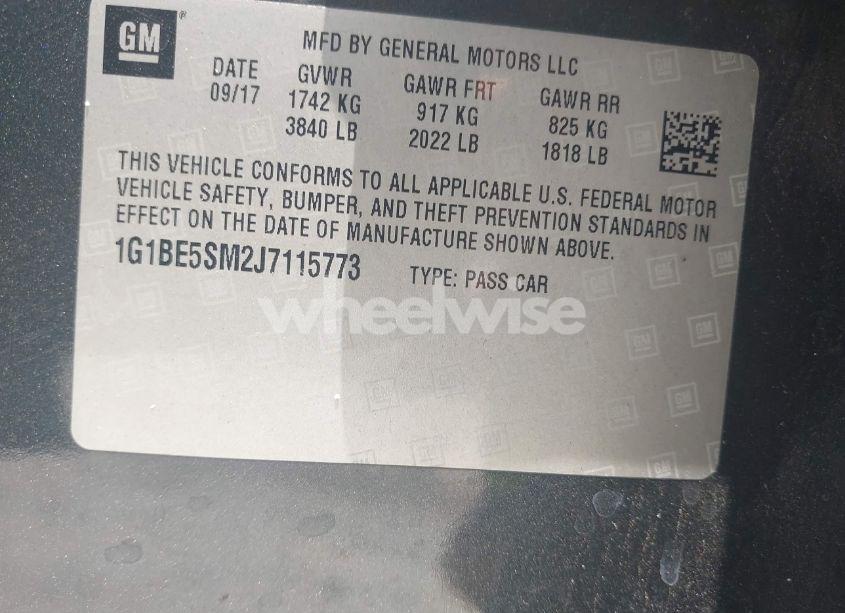 GM
MFD BY GENERAL MOTORS LLC
DATE GVWR GAWR FRT GAWR RR
09/17 1742 KG 917 KG 825 KG
3840 LB 2022 LB 1818 LB
THIS VEHICLE CONFORMS TO ALL APPLICABLE U.S. FEDERAL MOTOR
VEHICLE SAFETY, BUMPER, AND THEFT PREVENTION STANDARDS IN
EFFECT ON THE DATE OF MANUFACTURE SHOWN ABOVE.
1G1BE5SM2J7115773 TYPE: PASS CAR
wheelwise